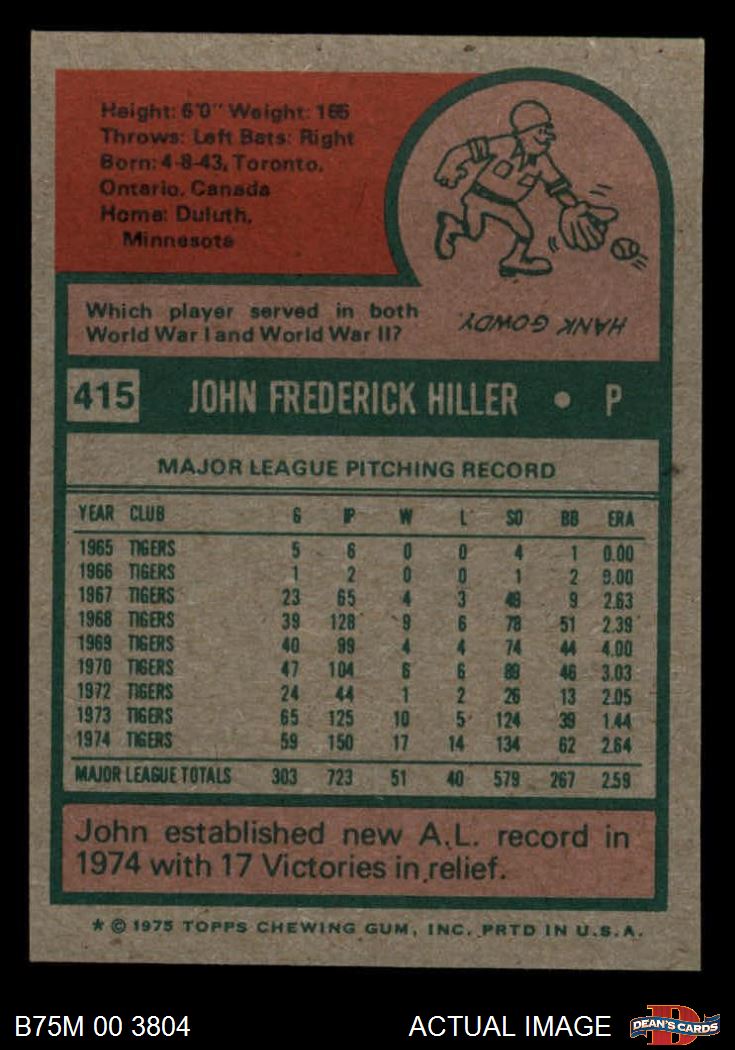 Height: 6'0" Weight: 165
Throws: Left Bats: Right
Born: 4-8-43, Toronto,
Ontario, Canada
Home: Duluth,
Minnesota
Which player served in both
World War I and World War II?
HANK GOWDY.
415 JOHN FREDERICK HILLER • P
MAJOR LEAGUE PITCHING RECORD
YEAR CLUB G IP W L SO BB ERA
1965 TIGERS 5 6 0 0 4 1 0.00
1966 TIGERS 1 2 0 0 1 2 9.00
1967 TIGERS 23 65 4 3 49 9 2.63
1968 TIGERS 39 128 9 6 78 51 2.39
1969 TIGERS 40 99 4 4 74 44 4.00
1970 TIGERS 47 104 6 6 89 46 3.03
1972 TIGERS 24 44 1 2 26 13 2.05
1973 TIGERS 65 125 10 5 124 39 1.44
1974 TIGERS 59 150 17 14 134 62 2.64
MAJOR LEAGUE TOTALS 303 723 51 40 579 267 2.59
John established new A.L. record in
1974 with 17 Victories in relief.
* © 1975 TOPPS CHEWING GUM, INC. PRTD IN U.S.A.
B75M 00 3804 ACTUAL IMAGE D DEAN'S CARDS